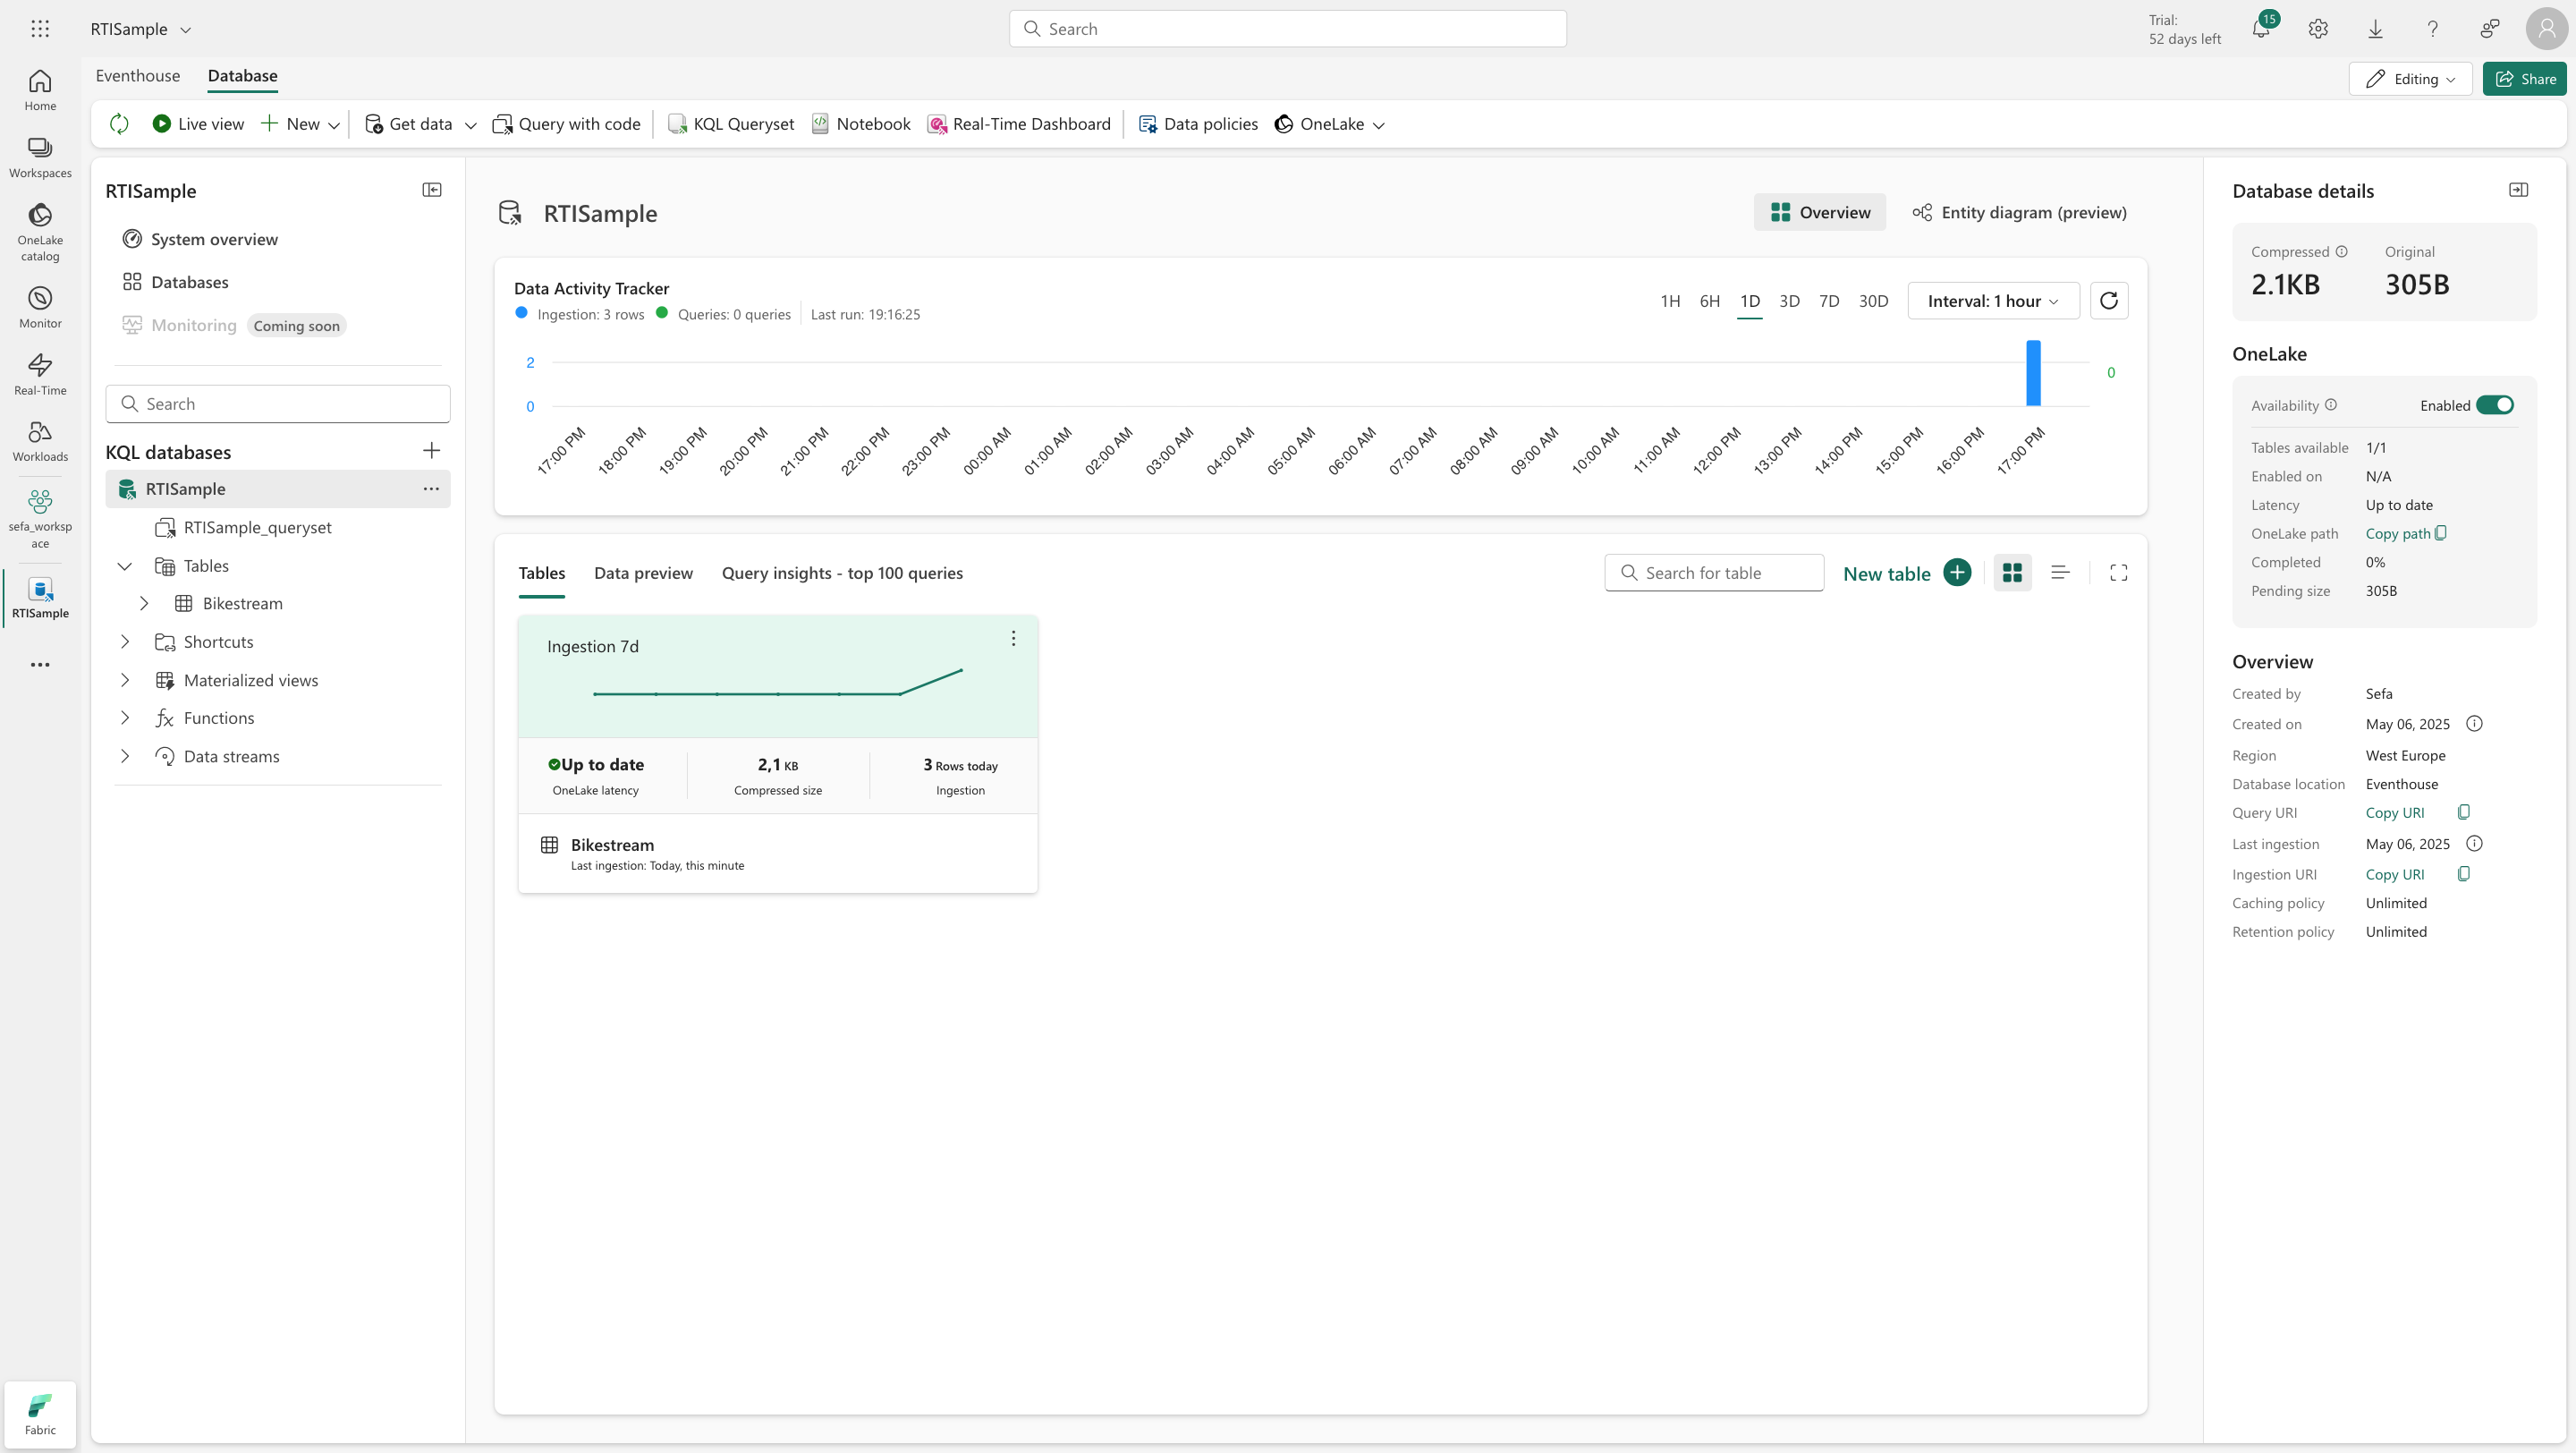 RTISample
Search
Trial:
52 days left
15
Home
Workspaces
OneLake
catalog
Monitor
Real-Time
Workloads
sefa_worksp
ace
RTISample
Fabric
Eventhouse
Database
Editing
Share
Live view
New
Get data
Query with code
KQL Queryset
Notebook
Real-Time Dashboard
Data policies
OneLake
RTISample
System overview
Databases
Monitoring Coming soon
Search
KQL databases
RTISample
RTISample_queryset
Tables
Bikestream
Shortcuts
Materialized views
Functions
Data streams
RTISample
Overview
Entity diagram (preview)
Data Activity Tracker
Ingestion: 3 rows Queries: 0 queries Last run: 19:16:25
1H 6H 1D 3D 7D 30D
Interval: 1 hour
2
0
0
17:00 PM 18:00 PM 19:00 PM 20:00 PM 21:00 PM 22:00 PM 23:00 PM 00:00 AM 01:00 AM 02:00 AM 03:00 AM 04:00 AM 05:00 AM 06:00 AM 07:00 AM 08:00 AM 09:00 AM 10:00 AM 11:00 AM 12:00 PM 13:00 PM 14:00 PM 15:00 PM 16:00 PM 17:00 PM
Tables
Data preview
Query insights - top 100 queries
Search for table
New table
Ingestion 7d
Up to date
OneLake latency
2,1 KB
Compressed size
3 Rows today
Ingestion
Bikestream
Last ingestion: Today, this minute
Database details
Compressed Original
2.1KB 305B
OneLake
Availability Enabled
Tables available 1/1
Enabled on N/A
Latency Up to date
OneLake path Copy path
Completed 0%
Pending size 305B
Overview
Created by Sefa
Created on May 06, 2025
Region West Europe
Database location Eventhouse
Query URI Copy URI
Last ingestion May 06, 2025
Ingestion URI Copy URI
Caching policy Unlimited
Retention policy Unlimited